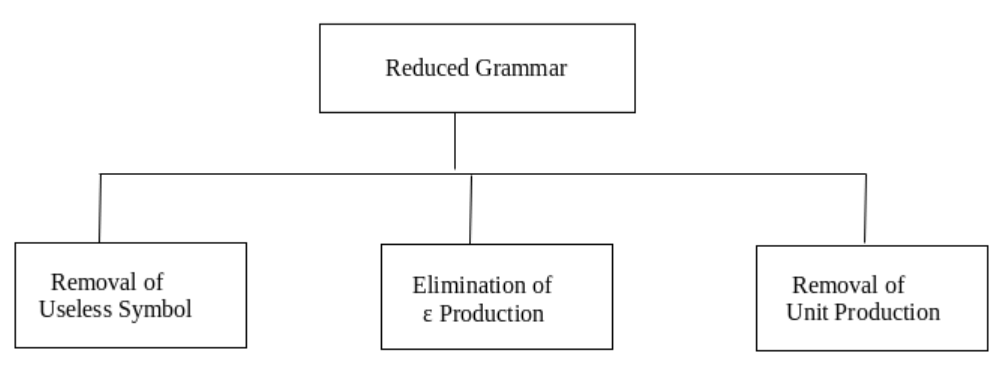 Reduced Grammar
Removal of
Useless Symbol
Elimination of
ε Production
Removal of
Unit Production